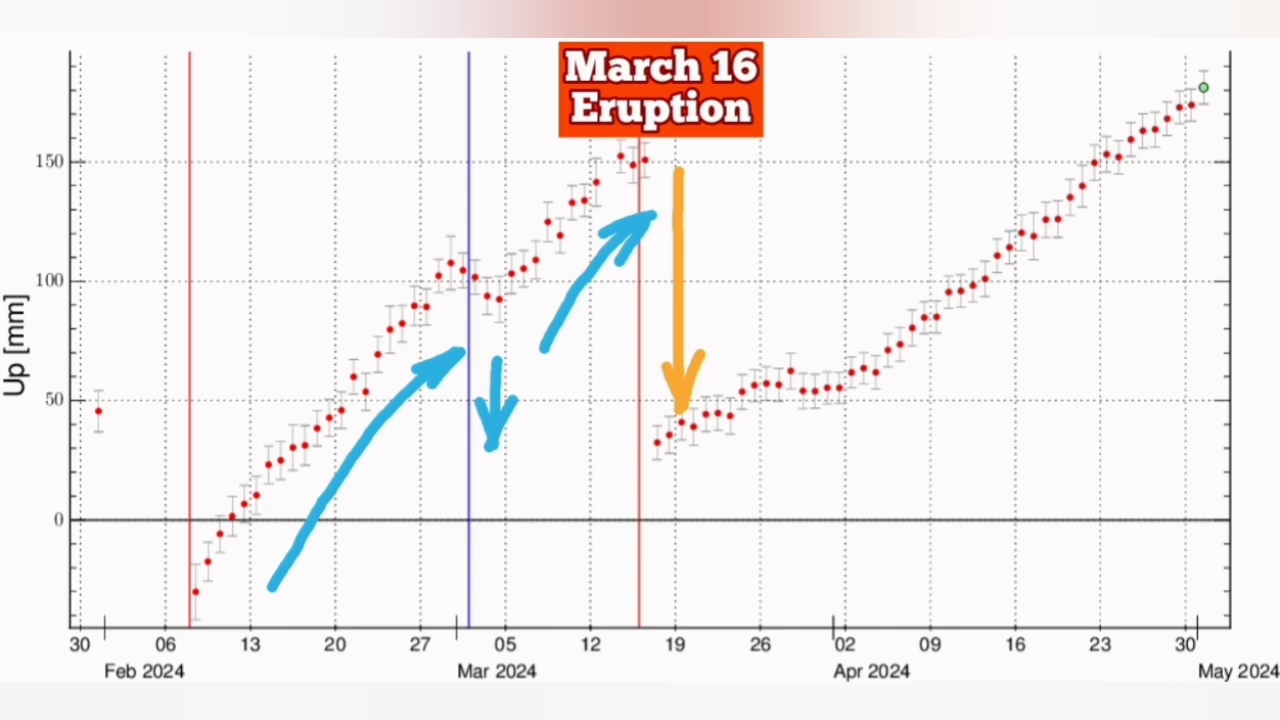 March 16
Eruption
Up [mm]
150
100
50
0
30 06 13 20 27 05 12 19 26 02 09 16 23 30
Feb 2024 Mar 2024 Apr 2024 May 2024